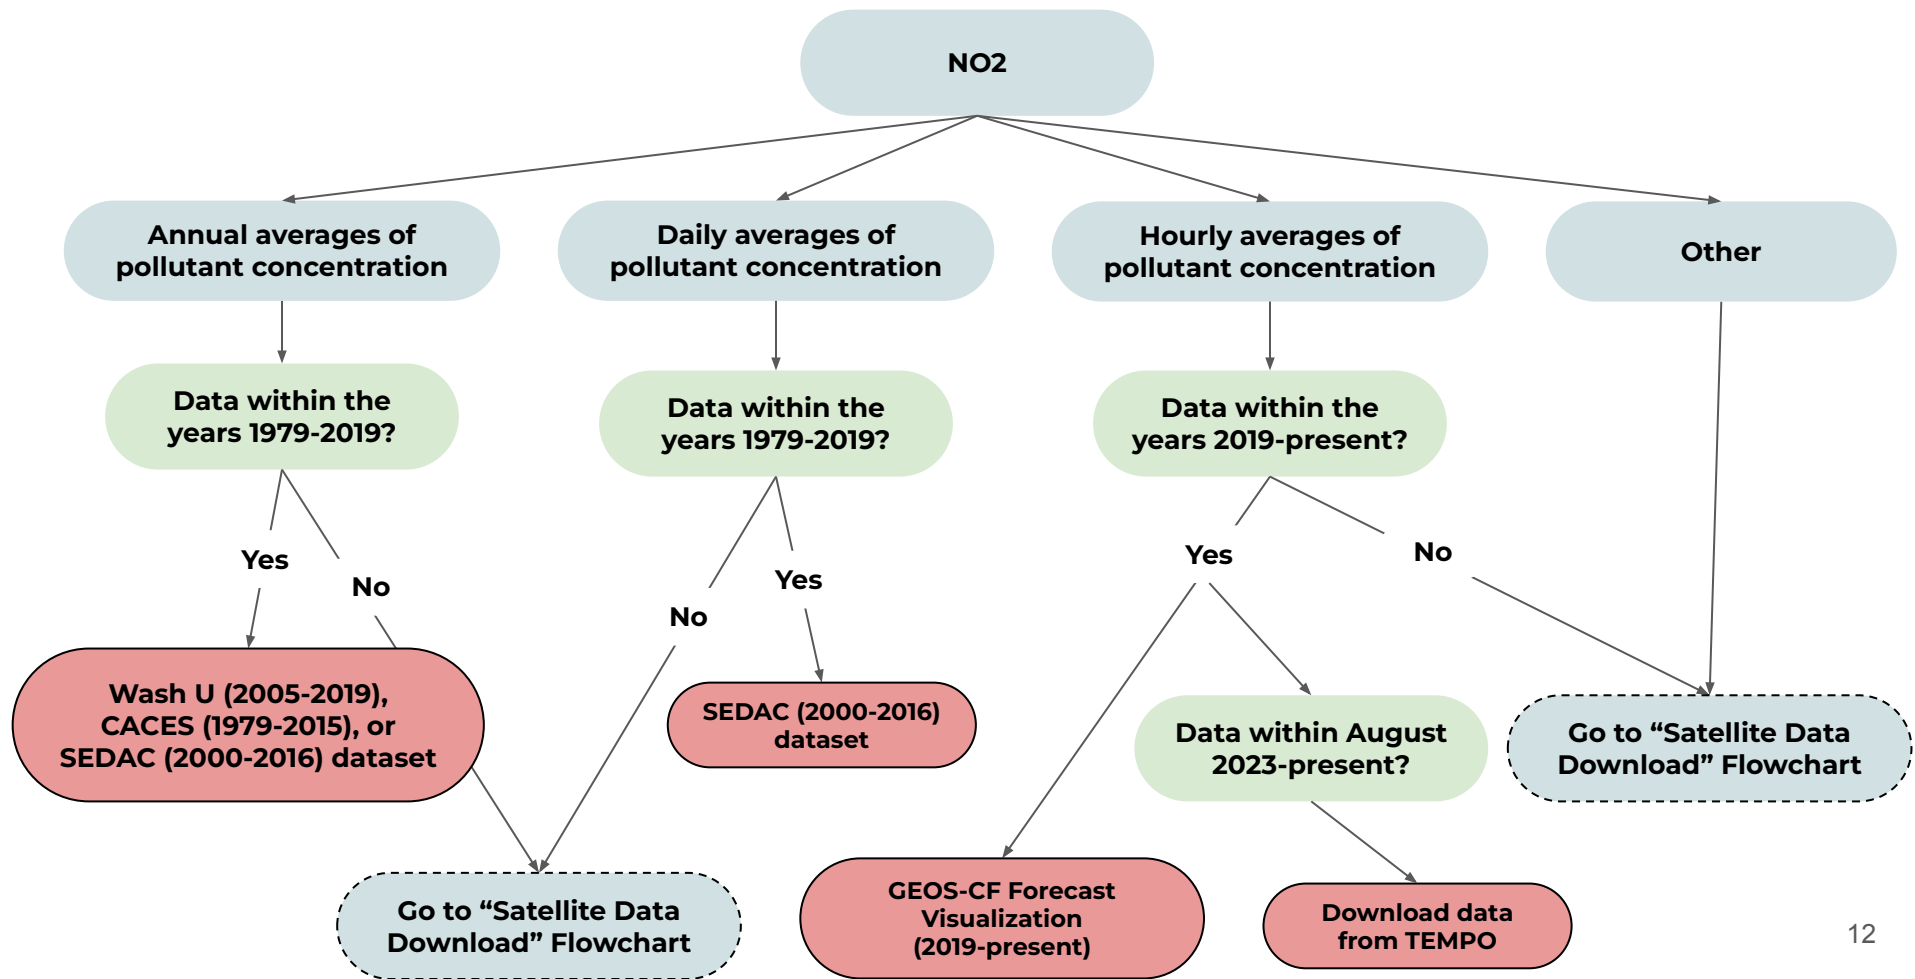 NO2
Annual averages of
pollutant concentration
Daily averages of
pollutant concentration
Hourly averages of
pollutant concentration
Other
Data within the
years 1979-2019?
Data within the
years 1979-2019?
Data within the
years 2019-present?
Yes
No
No
Yes
Yes
No
Wash U (2005-2019),
CACES (1979-2015), or
SEDAC (2000-2016) dataset
SEDAC (2000-2016)
dataset
Data within August
2023-present?
Go to “Satellite Data
Download” Flowchart
Go to “Satellite Data
Download” Flowchart
GEOS-CF Forecast
Visualization
(2019-present)
Download data
from TEMPO
12